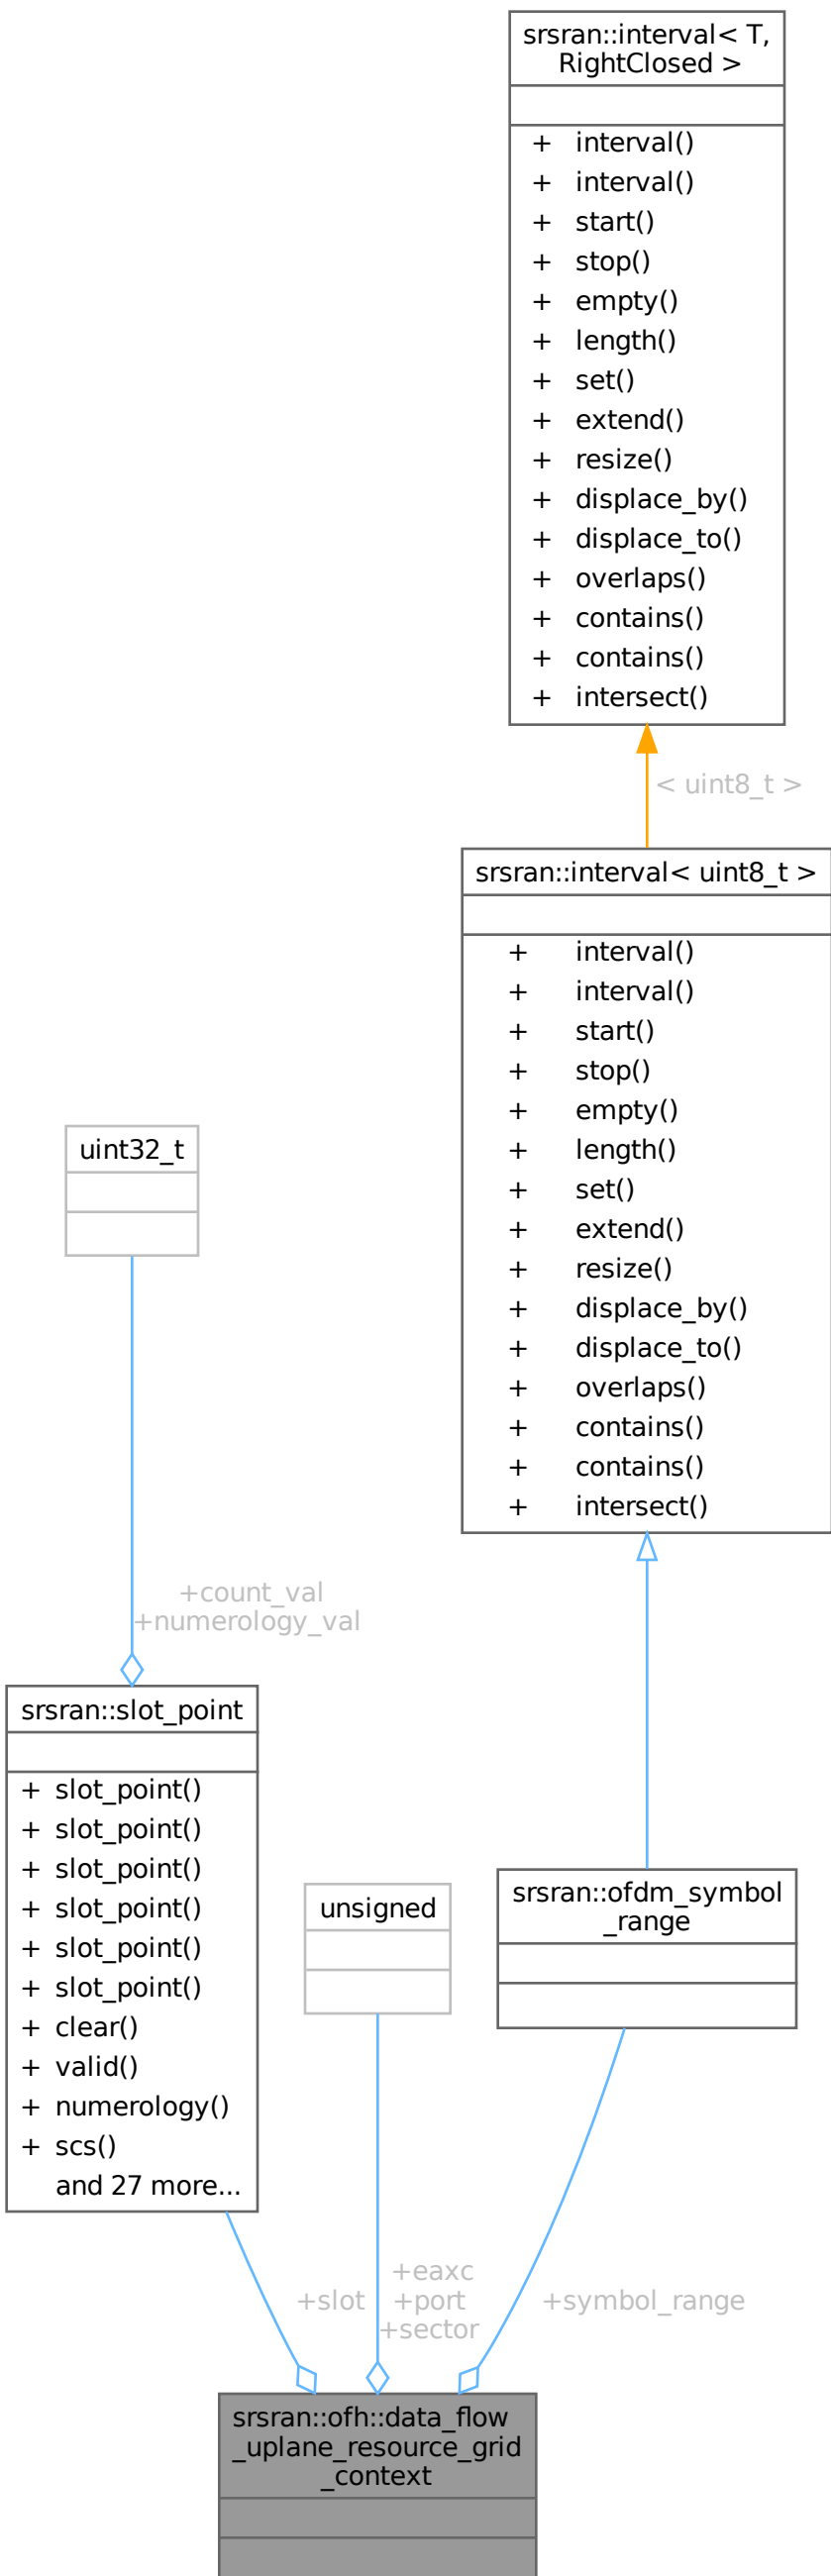 srsran::interval< T,
RightClosed >
+ interval()
+ interval()
+ start()
+ stop()
+ empty()
+ length()
+ set()
+ extend()
+ resize()
+ displace_by()
+ displace_to()
+ overlaps()
+ contains()
+ contains()
+ intersect()
< uint8_t >
srsran::interval< uint8_t >
+ interval()
+ interval()
+ start()
+ stop()
+ empty()
+ length()
+ set()
+ extend()
+ resize()
+ displace_by()
+ displace_to()
+ overlaps()
+ contains()
+ contains()
+ intersect()
uint32_t
+count_val
+numerology_val
srsran::slot_point
+ slot_point()
+ slot_point()
+ slot_point()
+ slot_point()
+ slot_point()
+ slot_point()
+ clear()
+ valid()
+ numerology()
+ scs()
and 27 more...
unsigned
srsran::ofdm_symbol
_range
+slot
+eaxc
+port
+sector
+symbol_range
srsran::ofh::data_flow
_uplane_resource_grid
_context